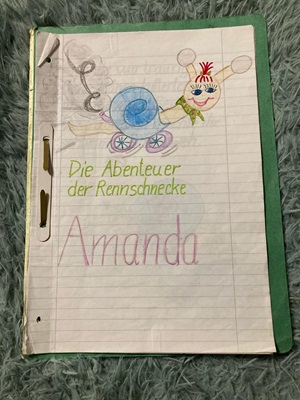 Die Abenteuer
der Rennschnecke
Amanda